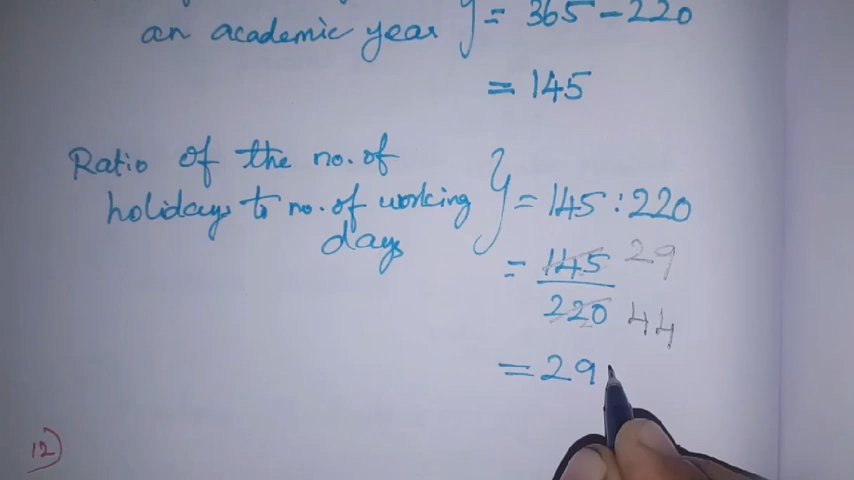 an academic year } = 365 - 220
= 145
Ratio of the no. of
holidays to no. of working } = 145 : 220
days
= 145 29
220 44
= 29
12)